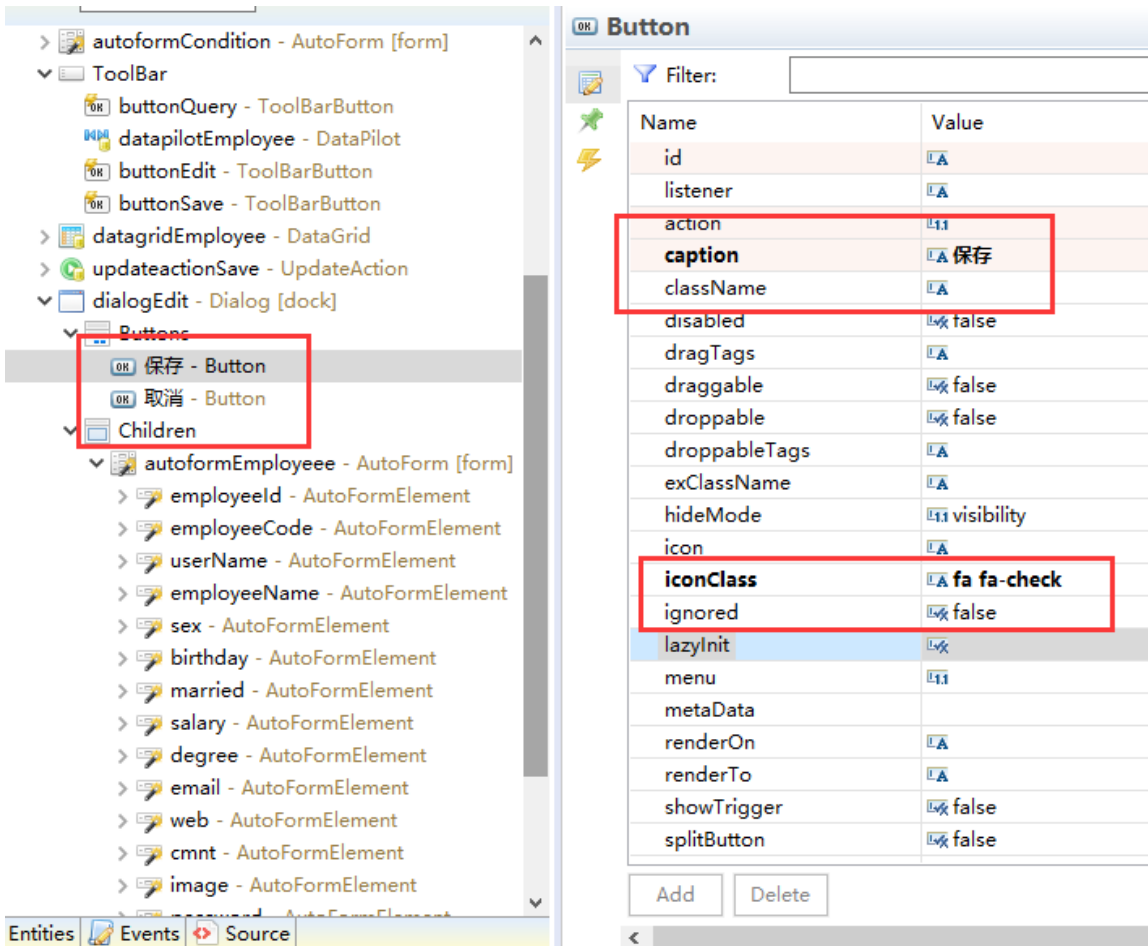 autoformCondition - AutoForm [form]
ToolBar
buttonQuery - ToolBarButton
datapilotEmployee - DataPilot
buttonEdit - ToolBarButton
buttonSave - ToolBarButton
datagridEmployee - DataGrid
updateactionSave - UpdateAction
dialogEdit - Dialog [dock]
Buttons
保存 - Button
取消 - Button
Children
autoformEmployeee - AutoForm [form]
employeeId - AutoFormElement
employeeCode - AutoFormElement
userName - AutoFormElement
employeeName - AutoFormElement
sex - AutoFormElement
birthday - AutoFormElement
married - AutoFormElement
salary - AutoFormElement
degree - AutoFormElement
email - AutoFormElement
web - AutoFormElement
cmnt - AutoFormElement
image - AutoFormElement
password - AutoFormElement
Entities Events Source
Button
Filter:
Name Value
id
listener
action
caption 保存
className
disabled false
dragTags
draggable false
droppable false
droppableTags
exClassName
hideMode visibility
icon
iconClass fa fa-check
ignored false
lazyInit
menu
metaData
renderOn
renderTo
showTrigger false
splitButton false
Add Delete